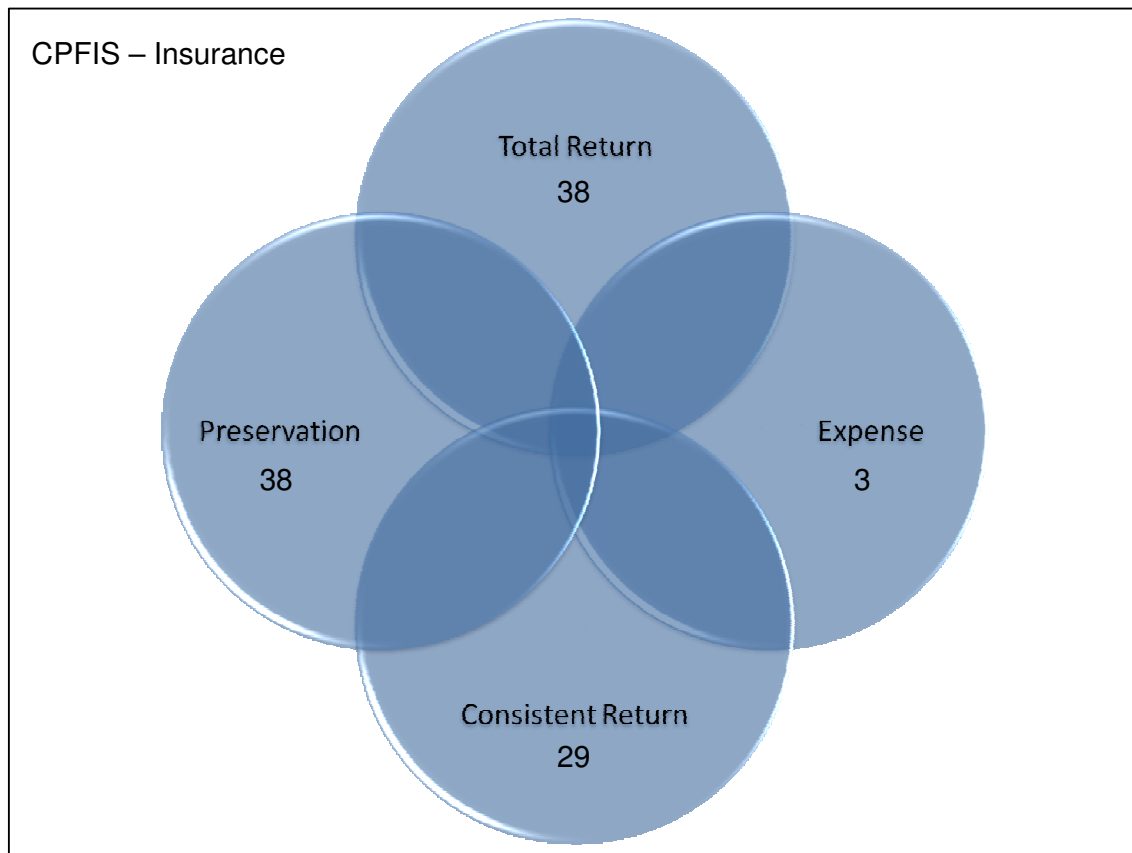 CPFIS – Insurance
Total Return
38
Preservation
38
Expense
3
Consistent Return
29